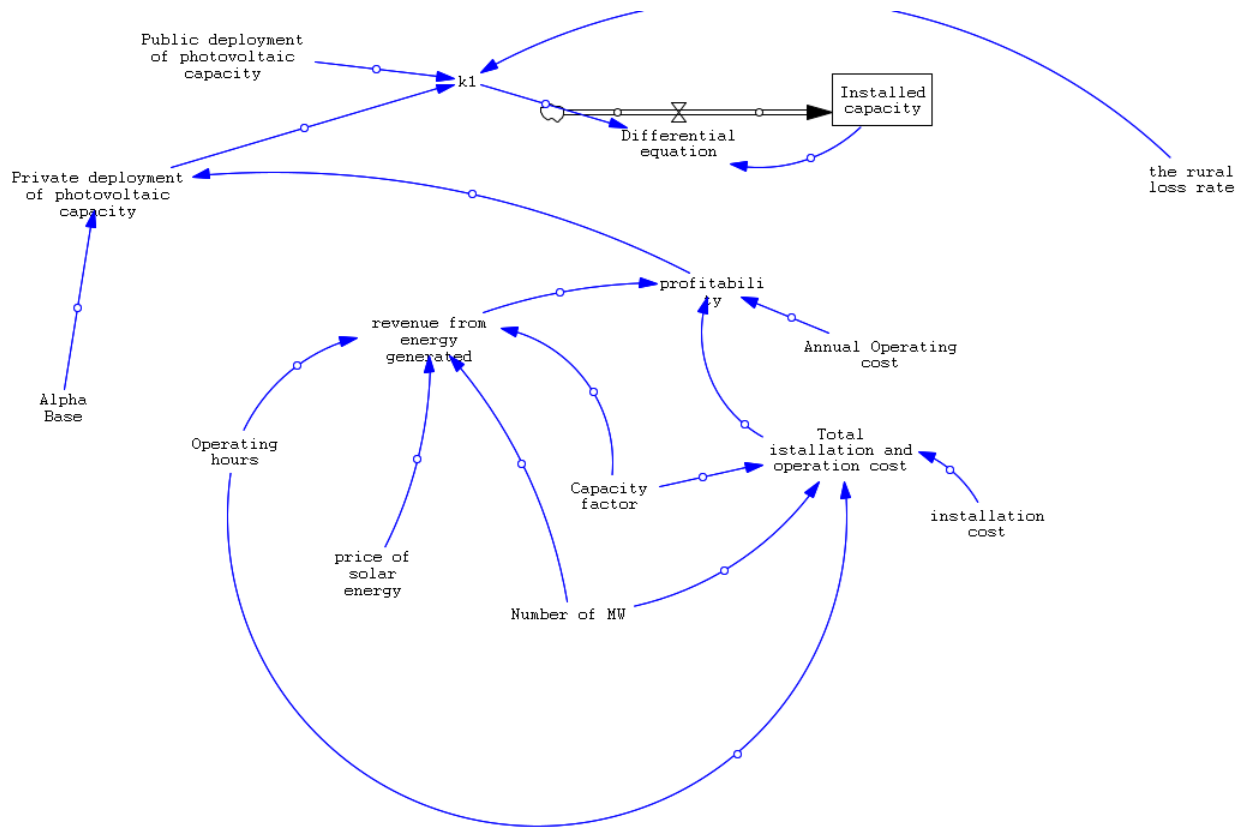 Public deployment
of photovoltaic
capacity
k1
Installed
capacity
Differential
equation
Private deployment
of photovoltaic
capacity
the rural
loss rate
profitabili
ty
revenue from
energy
generated
Annual Operating
cost
Alpha
Base
Operating
hours
Total
istallation and
operation cost
Capacity
factor
installation
cost
price of
solar
energy
Number of MW